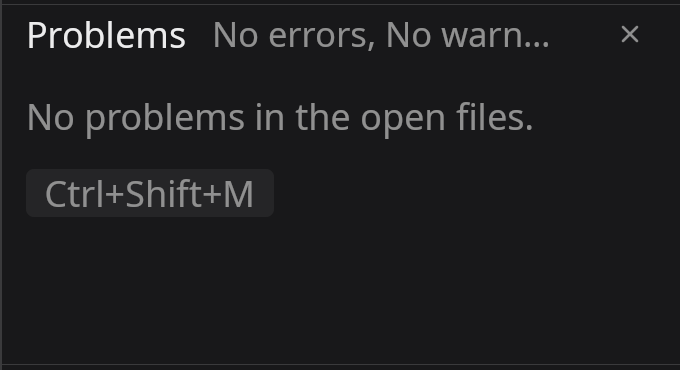 Problems No errors, No warn...
No problems in the open files.
Ctrl+Shift+M